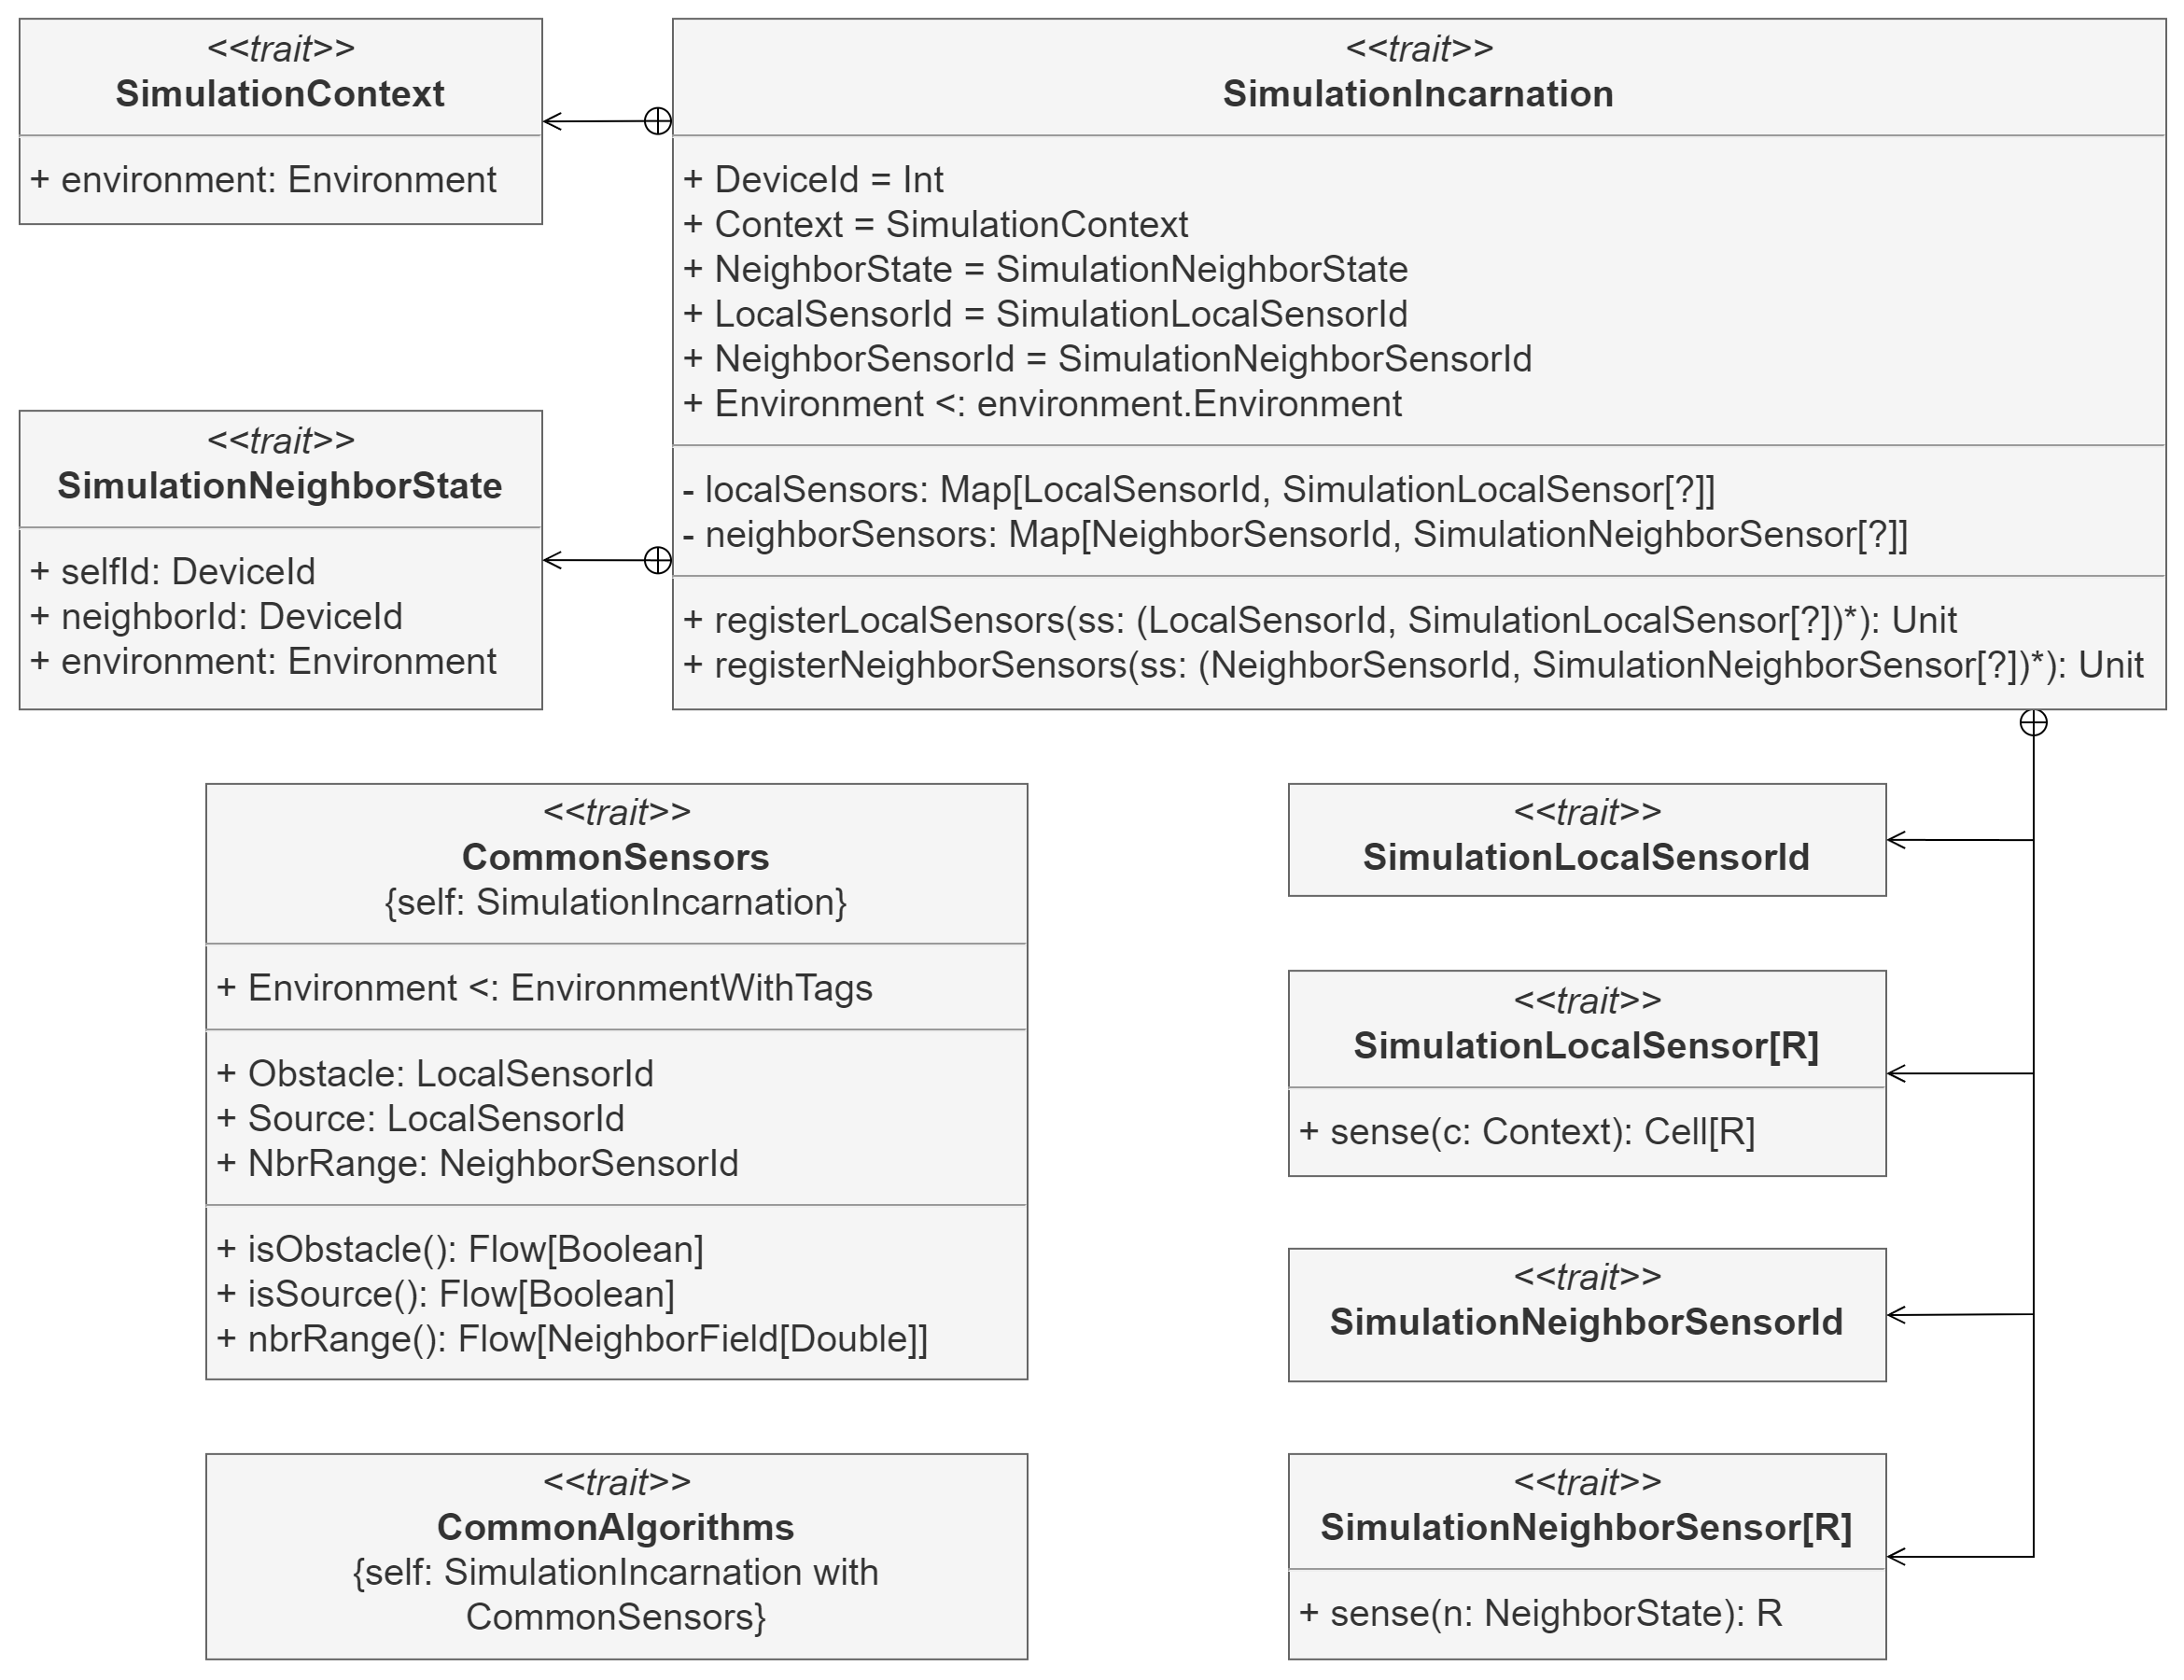 <<trait>>
SimulationContext
+ environment: Environment
<<trait>>
SimulationIncarnation
+ DeviceId = Int
+ Context = SimulationContext
+ NeighborState = SimulationNeighborState
+ LocalSensorId = SimulationLocalSensorId
+ NeighborSensorId = SimulationNeighborSensorId
+ Environment <: environment.Environment
- localSensors: Map[LocalSensorId, SimulationLocalSensor[?]]
- neighborSensors: Map[NeighborSensorId, SimulationNeighborSensor[?]]
+ registerLocalSensors(ss: (LocalSensorId, SimulationLocalSensor[?])*): Unit
+ registerNeighborSensors(ss: (NeighborSensorId, SimulationNeighborSensor[?])*): Unit
<<trait>>
SimulationNeighborState
+ selfId: DeviceId
+ neighborId: DeviceId
+ environment: Environment
<<trait>>
CommonSensors
{self: SimulationIncarnation}
+ Environment <: EnvironmentWithTags
+ Obstacle: LocalSensorId
+ Source: LocalSensorId
+ NbrRange: NeighborSensorId
+ isObstacle(): Flow[Boolean]
+ isSource(): Flow[Boolean]
+ nbrRange(): Flow[NeighborField[Double]]
<<trait>>
CommonAlgorithms
{self: SimulationIncarnation with
CommonSensors}
<<trait>>
SimulationLocalSensorId
<<trait>>
SimulationLocalSensor[R]
+ sense(c: Context): Cell[R]
<<trait>>
SimulationNeighborSensorId
<<trait>>
SimulationNeighborSensor[R]
+ sense(n: NeighborState): R